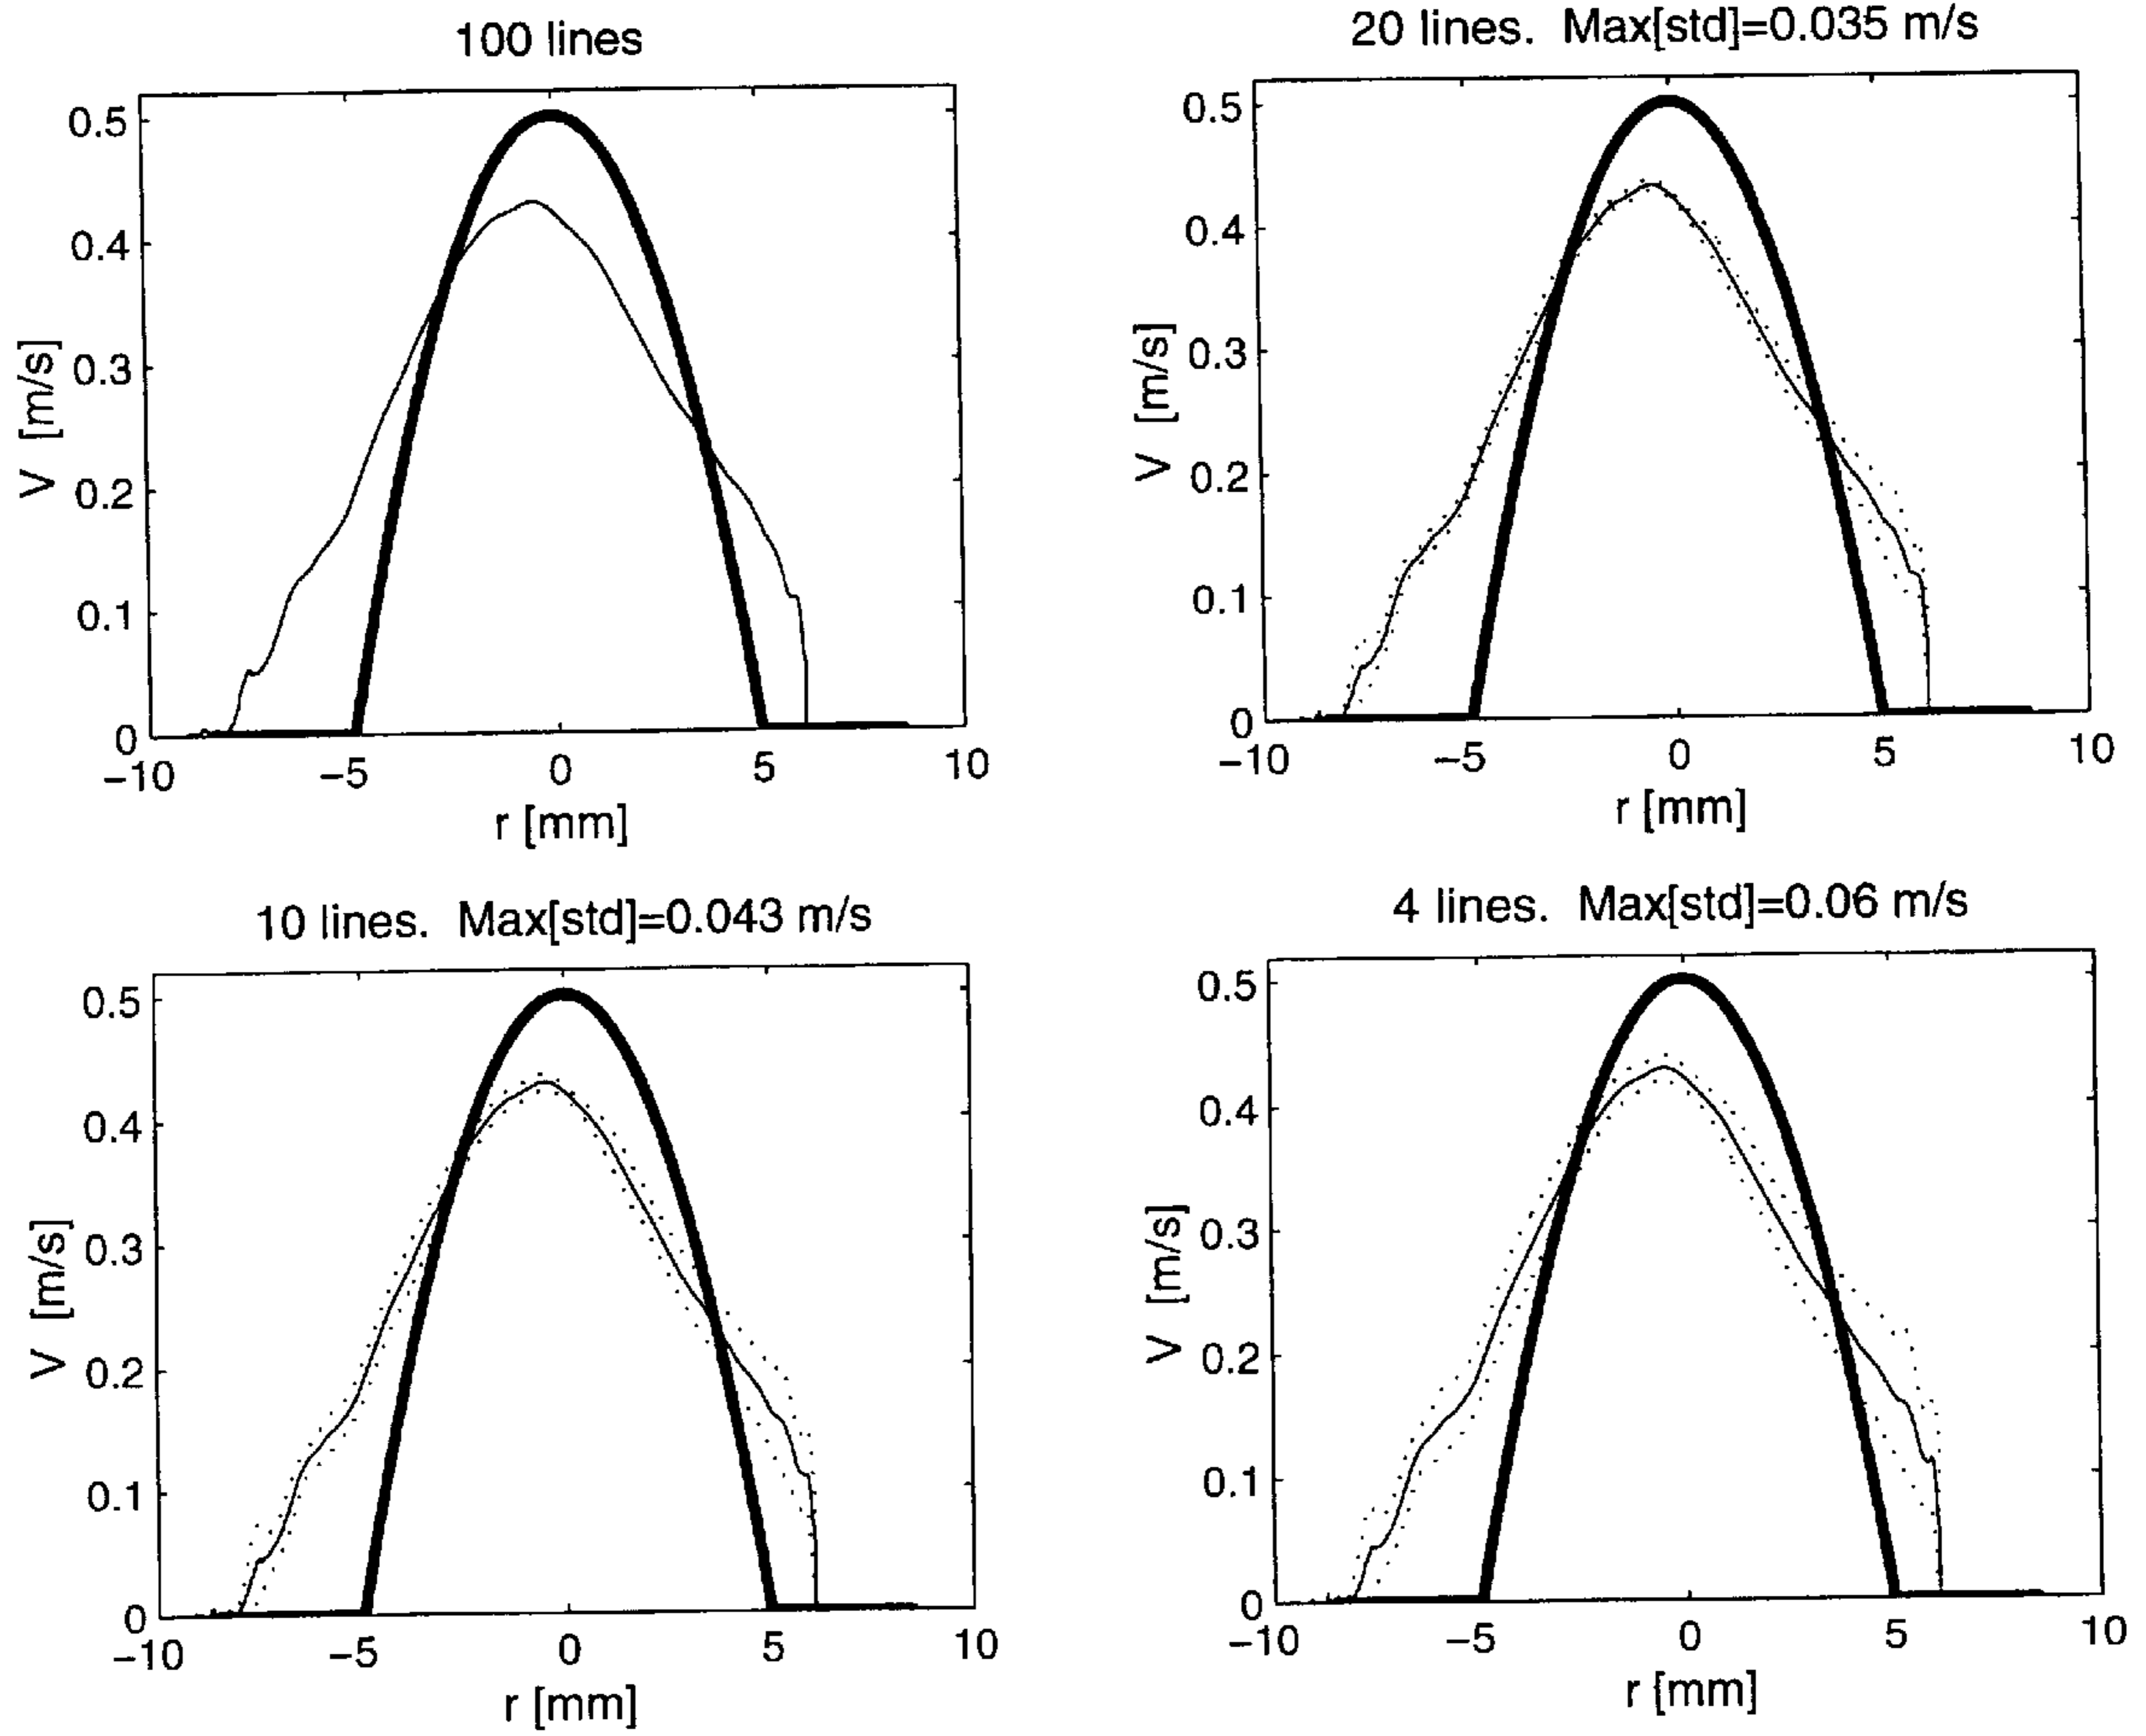 100 lines
0.5
0.4
0.3
0.2
0.1
0
V [m/s]
−10 −5 0 5 10
r [mm]
20 lines. Max[std]=0.035 m/s
0.5
0.4
0.3
0.2
0.1
0
V [m/s]
−10 −5 0 5 10
r [mm]
10 lines. Max[std]=0.043 m/s
0.5
0.4
0.3
0.2
0.1
0
V [m/s]
−10 −5 0 5 10
r [mm]
4 lines. Max[std]=0.06 m/s
0.5
0.4
0.3
0.2
0.1
0
V [m/s]
−10 −5 0 5 10
r [mm]